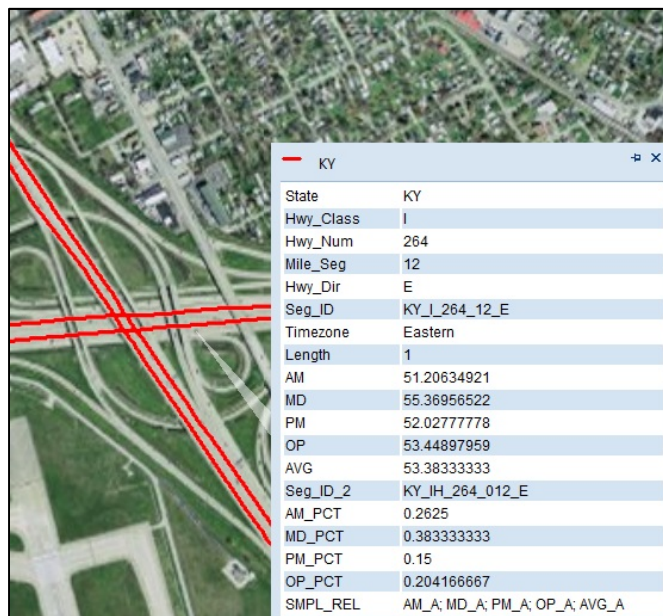 KY
State KY
Hwy_Class I
Hwy_Num 264
Mile_Seg 12
Hwy_Dir E
Seg_ID KY_I_264_12_E
Timezone Eastern
Length 1
AM 51.20634921
MD 55.36956522
PM 52.02777778
OP 53.44897959
AVG 53.38333333
Seg_ID_2 KY_IH_264_012_E
AM_PCT 0.2625
MD_PCT 0.383333333
PM_PCT 0.15
OP_PCT 0.204166667
SMPL_REL AM_A; MD_A; PM_A; OP_A; AVG_A